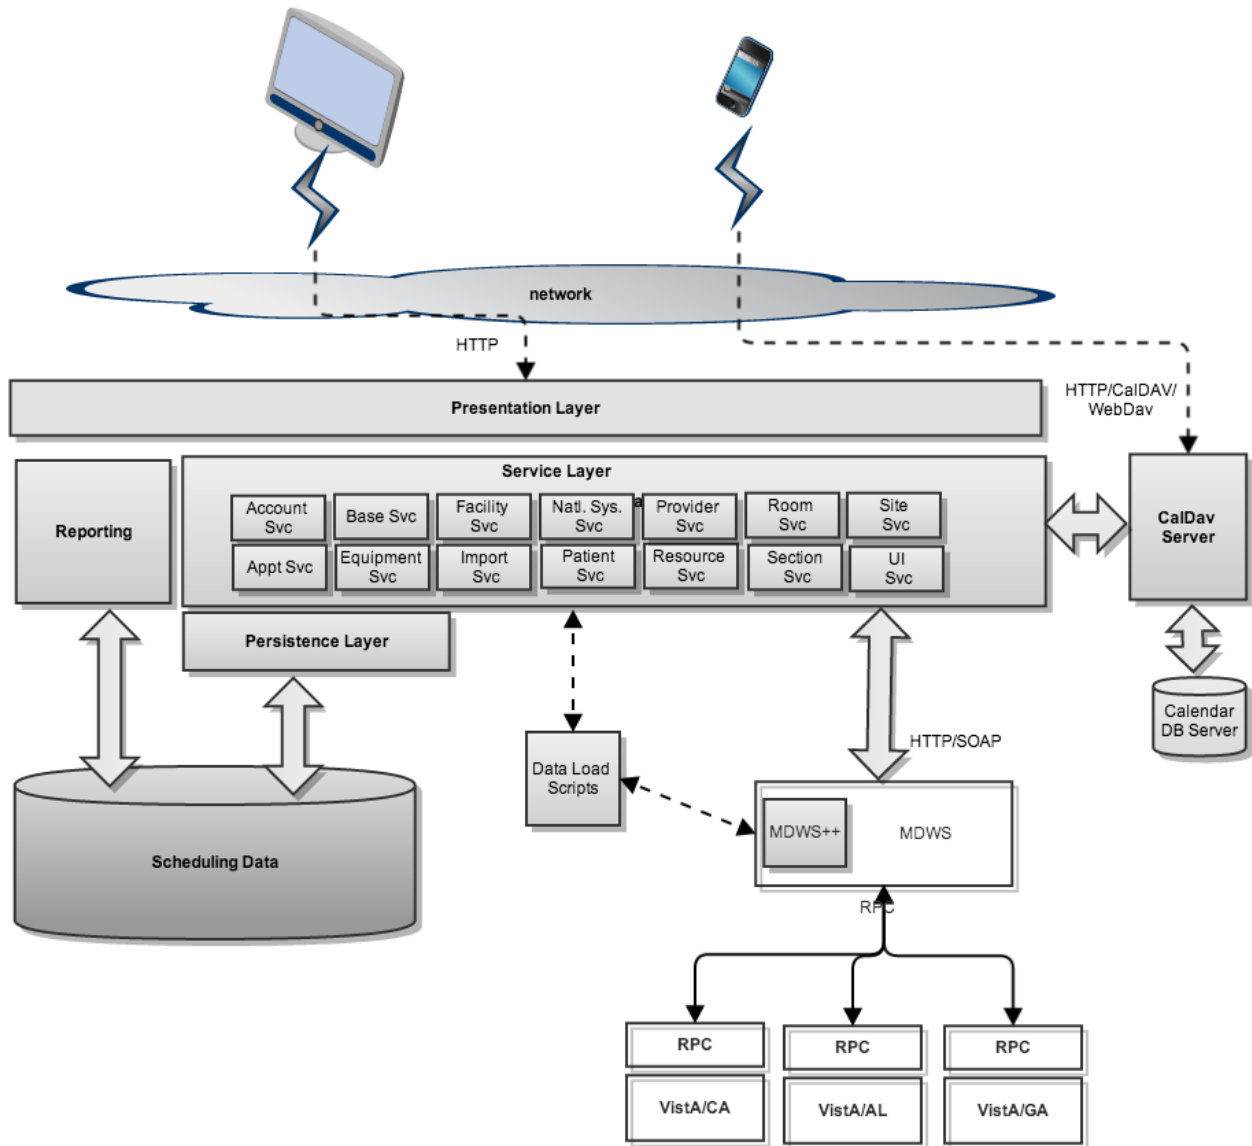 network
HTTP
HTTP/CalDAV/
WebDav
Presentation Layer
Reporting
Service Layer
a
Account
Svc
Base Svc
Facility
Svc
Natl. Sys.
Svc
Provider
Svc
Room
Svc
Site
Svc
Appt Svc
Equipment
Svc
Import
Svc
Patient
Svc
Resource
Svc
Section
Svc
UI
Svc
CalDav
Server
Persistence Layer
Calendar
DB Server
HTTP/SOAP
Data Load
Scripts
MDWS++
MDWS
Scheduling Data
RPC
RPC
RPC
RPC
VistA/CA
VistA/AL
VistA/GA